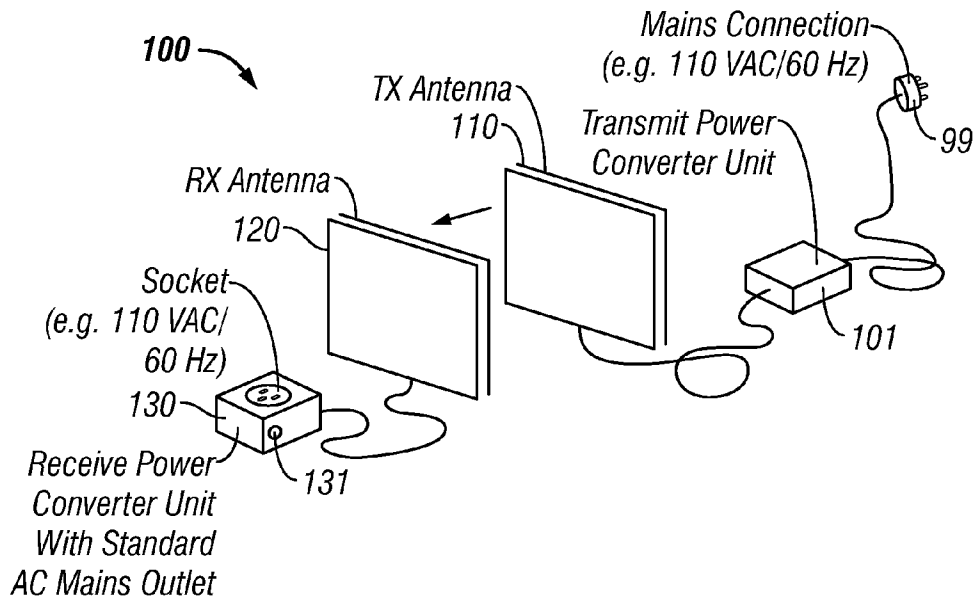 100
Mains Connection
(e.g. 110 VAC/60 Hz)
99
TX Antenna
110
Transmit Power
Converter Unit
101
RX Antenna
120
Socket
(e.g. 110 VAC/
60 Hz)
130
131
Receive Power
Converter Unit
With Standard
AC Mains Outlet